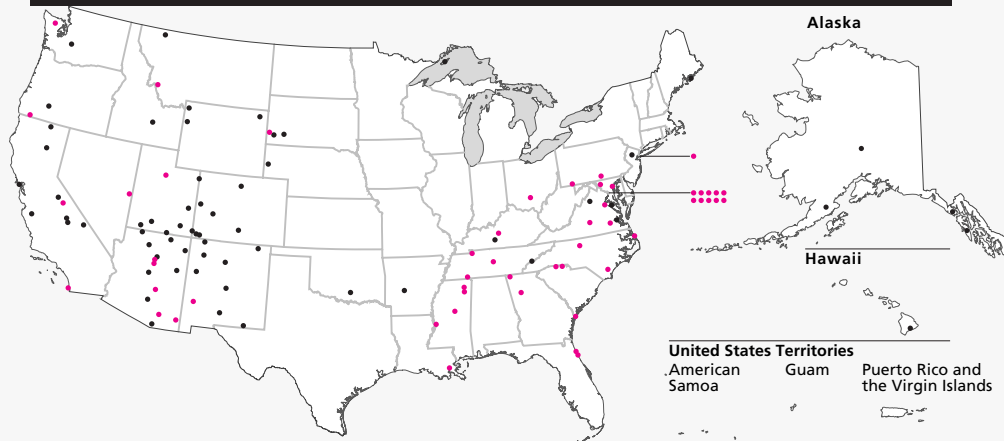 Alaska
Hawaii
United States Territories
American
Samoa
Guam
Puerto Rico and
the Virgin Islands